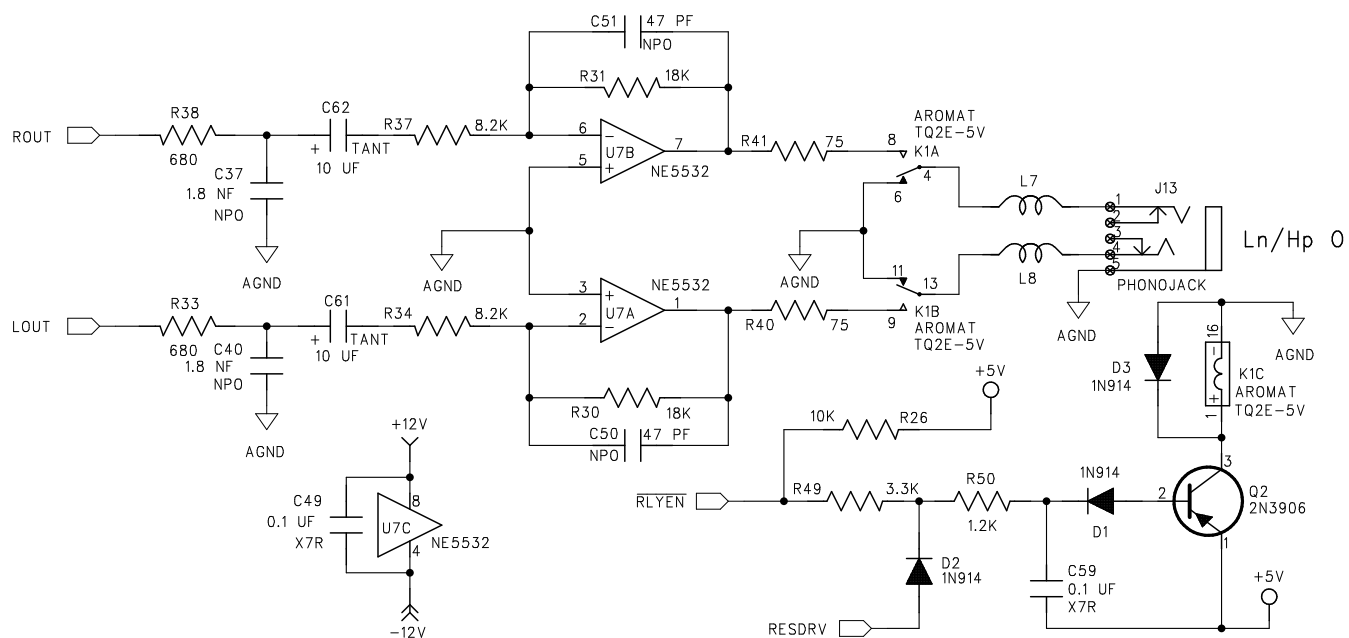 C51
47 PF
NPO
R31
18K
R38
C62
R37
8.2K
ROUT
680
+ TANT
10 UF
C37
1.8 NF
NPO
6
−
5
+
U7B
7
NE5532
R41
75
AROMAT
TQ2E-5V
8
K1A
4
6
L7
1
J13
2
3
4
5
Ln/Hp O
AGND
AGND
AGND
11
13
L8
PHONOJACK
AGND
R33
C61
R34
8.2K
3
+
2
−
U7A
1
NE5532
LOUT
680
+ TANT
10 UF
C40
1.8 NF
NPO
R40
75
9
K1B
AROMAT
TQ2E-5V
16
AGND
D3
1N914
−
+
K1C
AROMAT
TQ2E-5V
1
+5V
AGND
R30
18K
C50
47 PF
NPO
10K
R26
+12V
C49
0.1 UF
X7R
8
U7C
4
NE5532
-12V
RLYEN
R49
3.3K
R50
1.2K
1N914
D1
2
3
Q2
2N3906
1
D2
1N914
C59
0.1 UF
X7R
+5V
RESDRV